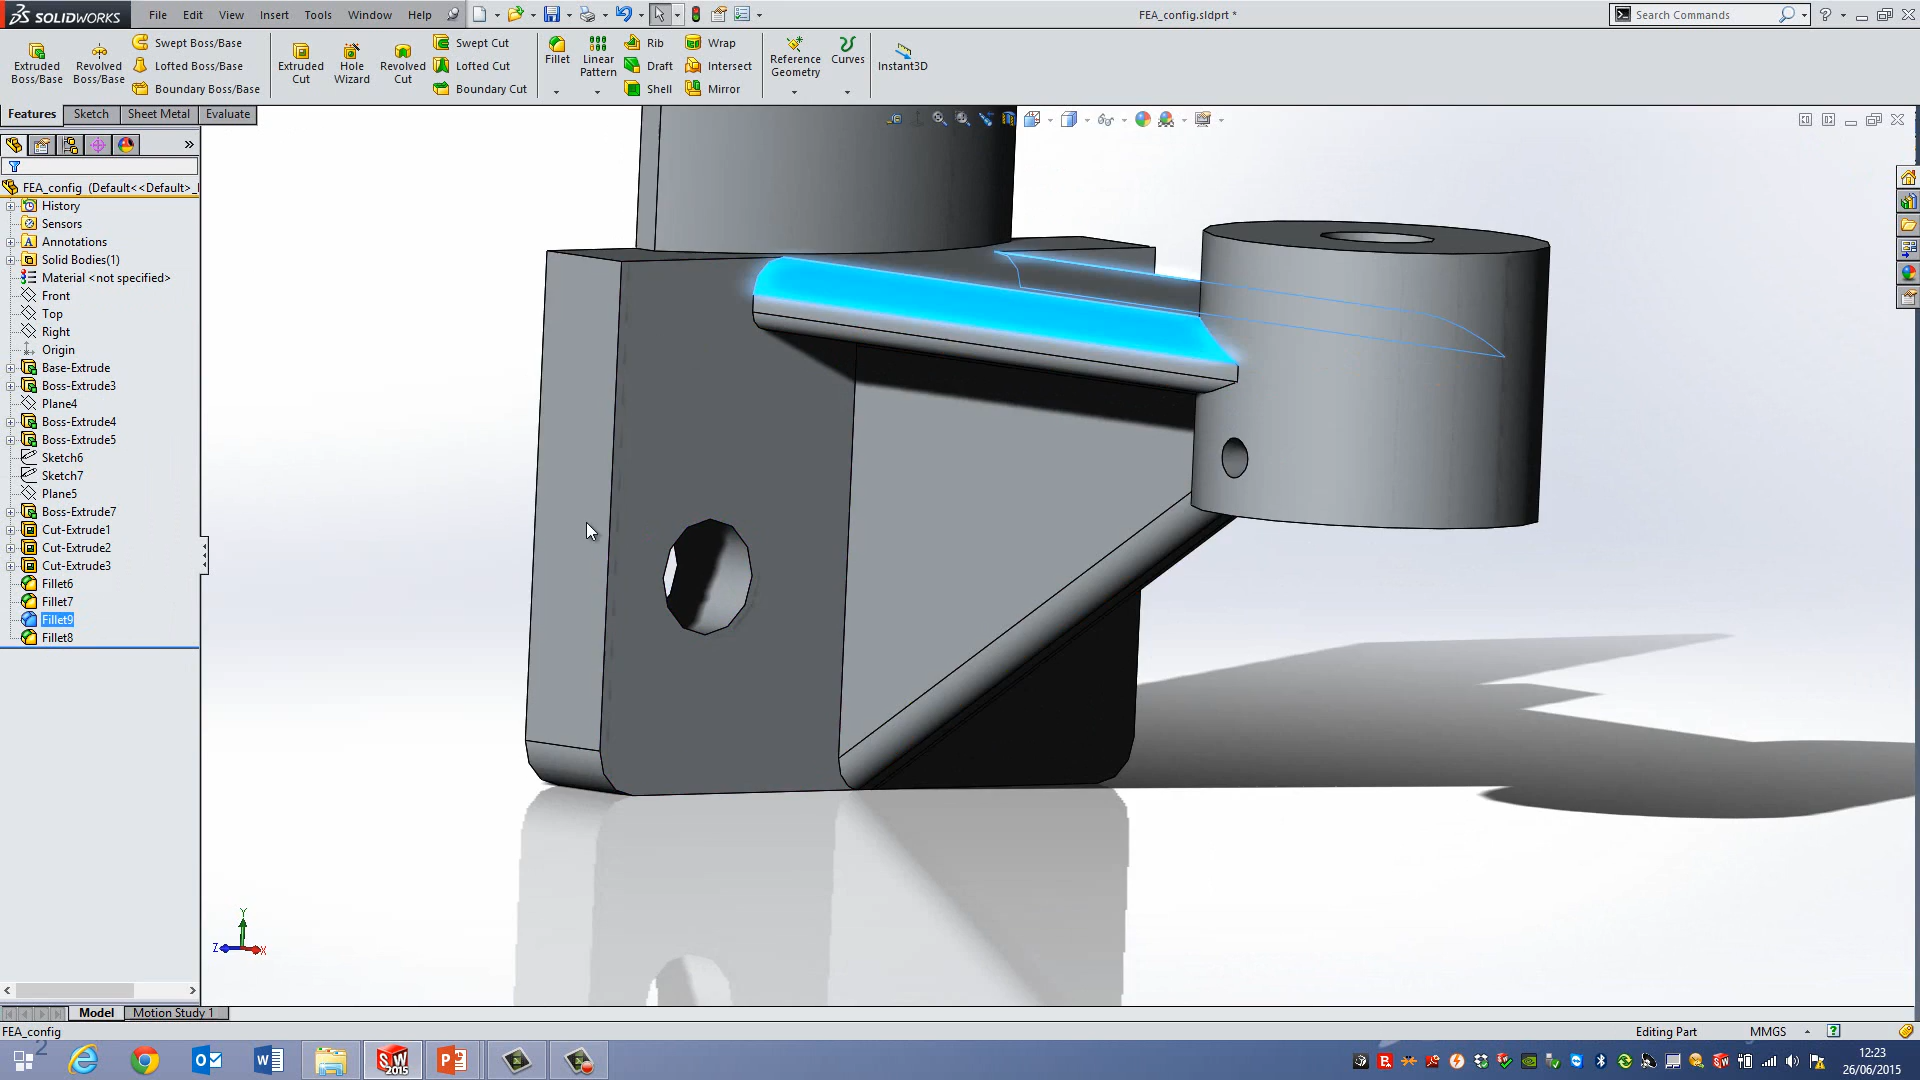 SOLIDWORKS File Edit View Insert Tools Window Help FEA_config.sldprt * Search Commands
Extruded Boss/Base
Revolved Boss/Base
Swept Boss/Base
Lofted Boss/Base
Boundary Boss/Base
Extruded Cut
Hole Wizard
Revolved Cut
Swept Cut
Lofted Cut
Boundary Cut
Fillet
Linear Pattern
Rib
Draft
Shell
Wrap
Intersect
Mirror
Reference Geometry
Curves
Instant3D
Features Sketch Sheet Metal Evaluate
FEA_config (Default<<Default>_
History
Sensors
Annotations
Solid Bodies(1)
Material <not specified>
Front
Top
Right
Origin
Base-Extrude
Boss-Extrude3
Plane4
Boss-Extrude4
Boss-Extrude5
Sketch6
Sketch7
Plane5
Boss-Extrude7
Cut-Extrude1
Cut-Extrude2
Cut-Extrude3
Fillet6
Fillet7
Fillet9
Fillet8
Y
Z X
Model Motion Study 1
FEA_config Editing Part MMGS
2015
12:23
26/06/2015